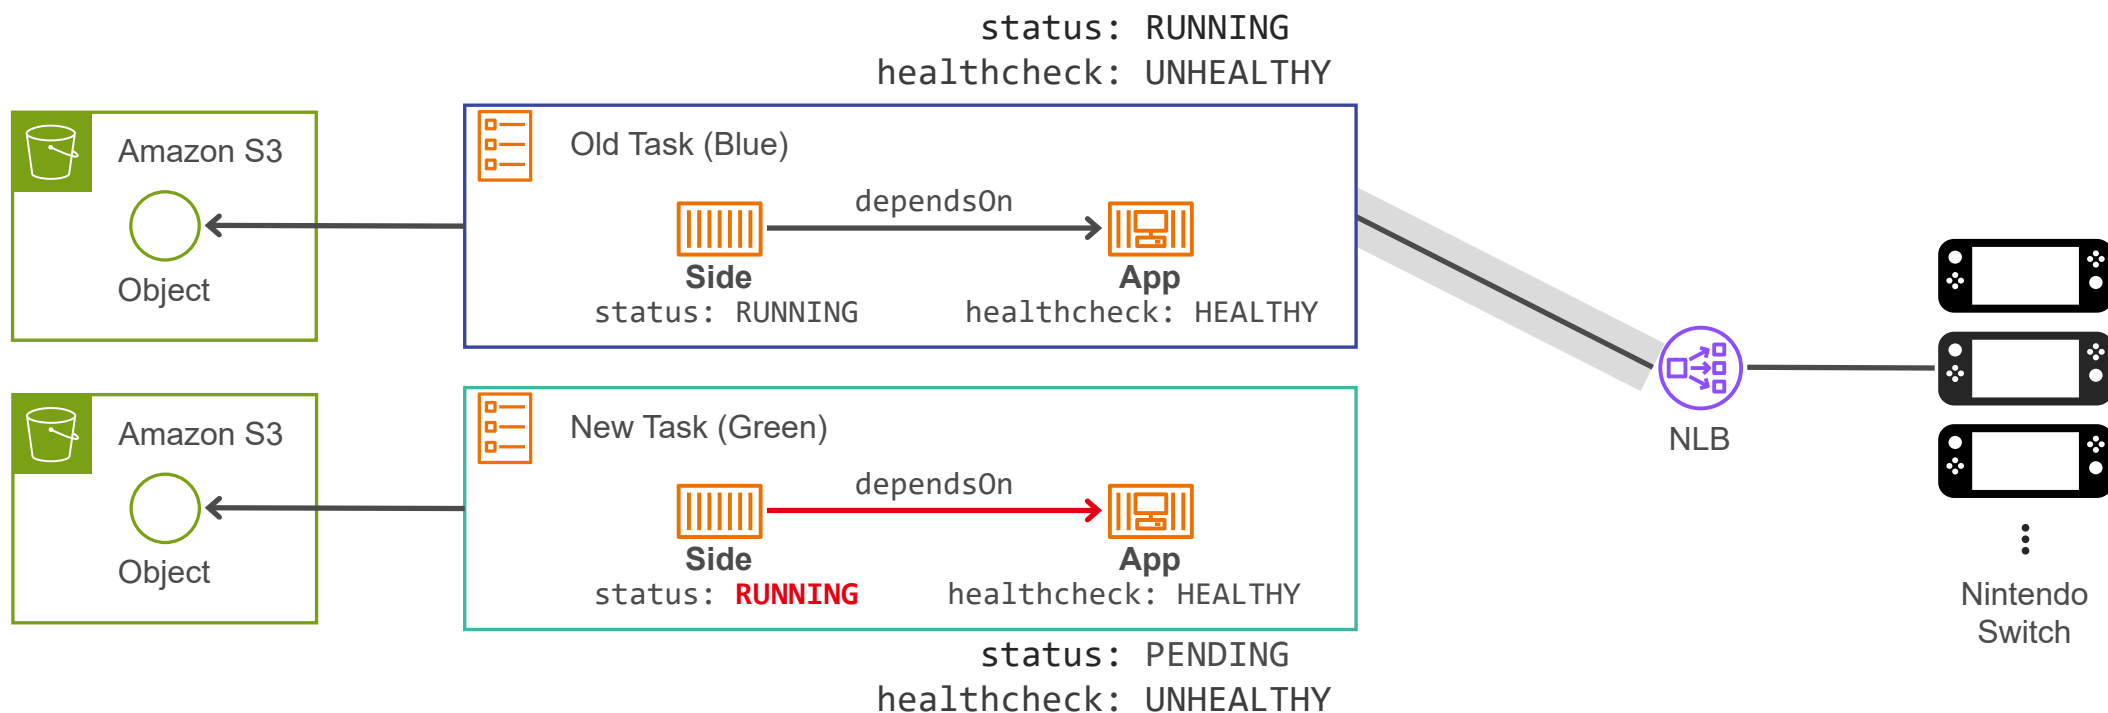 status: RUNNING
healthcheck: UNHEALTHY
Amazon S3
Object
Old Task (Blue)
dependsOn
Side
App
status: RUNNING
healthcheck: HEALTHY
Amazon S3
Object
New Task (Green)
dependsOn
Side
App
status: RUNNING
healthcheck: HEALTHY
status: PENDING
healthcheck: UNHEALTHY
NLB
Nintendo
Switch